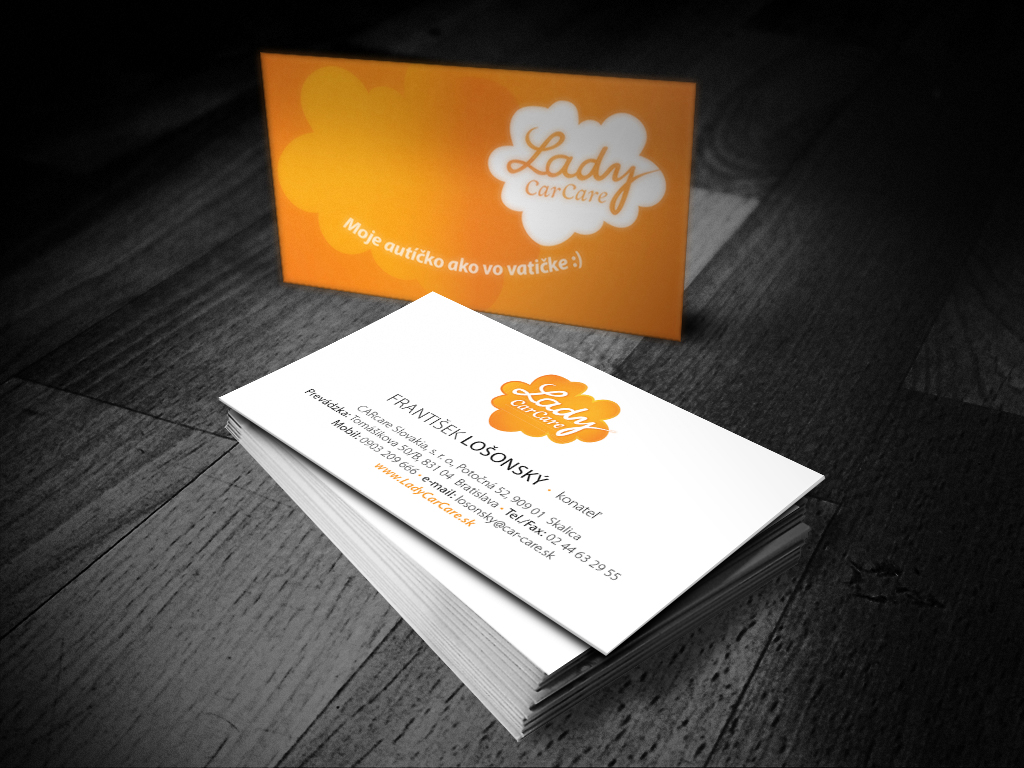 Lady
CarCare
Moje autíčko ako vo vatičke :)
Lady
CarCare
FRANTIŠEK LOŠONSKÝ • konateľ
CARcare Slovakia, s. r. o., Potočná 52, 909 01 Skalica
Prevádzka: Tomášikova 50/B, 831 04 Bratislava • Tel./Fax: 02 44 63 29 55
Mobil: 0903 209 666 • e-mail: losonsky@car-care.sk
www.LadyCarCare.sk